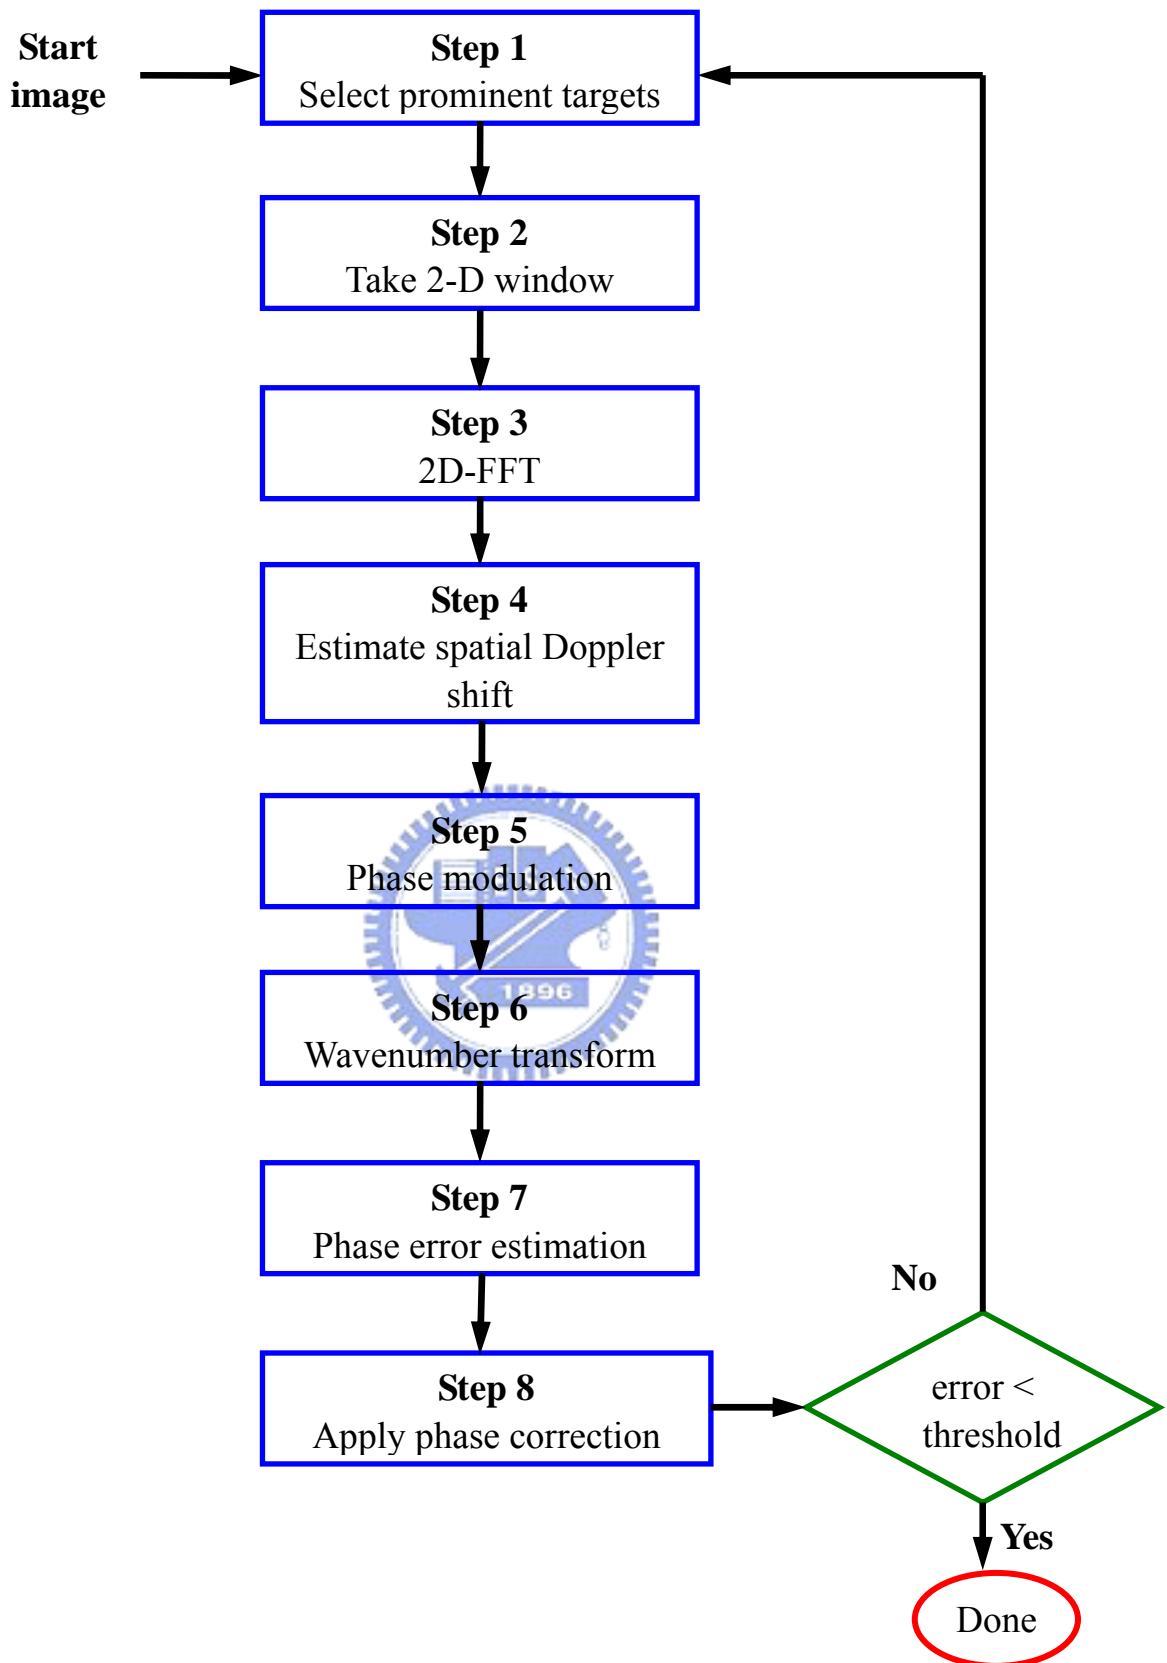 Start
image
Step 1
Select prominent targets
Step 2
Take 2-D window
Step 3
2D-FFT
Step 4
Estimate spatial Doppler
shift
Step 5
Phase modulation
1896
Step 6
Wavenumber transform
Step 7
Phase error estimation
No
Step 8
Apply phase correction
error <
threshold
Yes
Done